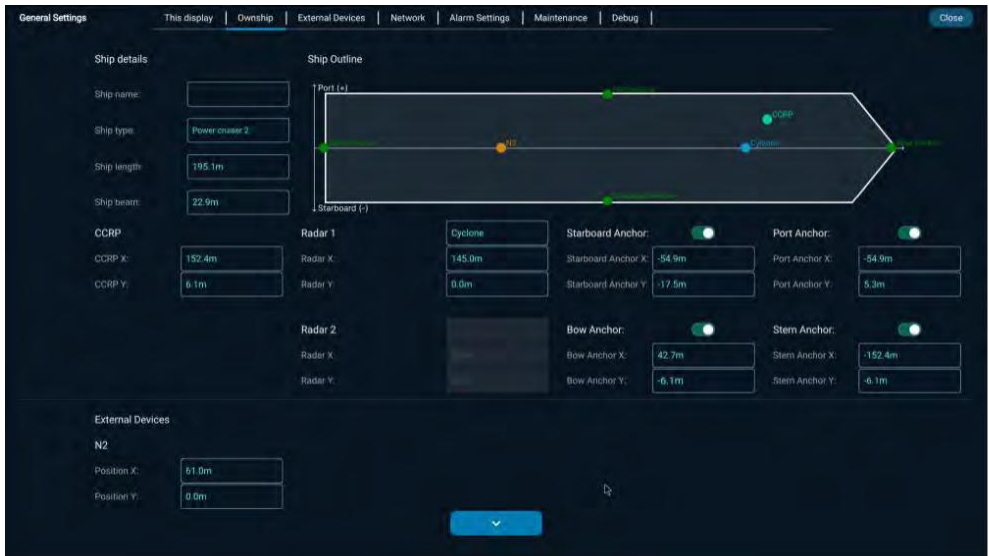 General Settings This display Ownship External Devices Network Alarm Settings Maintenance Debug Close
Ship details Ship Outline
Port (+)
Ship name:
CCRP
Ship type: Power cruiser 2
N2 Cyclone
Ship length: 195.1m
Ship beam: 22.9m
Starboard (-)
CCRP Radar 1 Cyclone Starboard Anchor: Port Anchor:
CCRP X: 152.4m Radar X: 145.0m Starboard Anchor X: -54.9m Port Anchor X: -54.9m
CCRP Y: 6.1m Radar Y: 0.0m Starboard Anchor Y: -17.5m Port Anchor Y: 5.3m
Radar 2 Bow Anchor: Stern Anchor:
Radar X: Bow Anchor X: 42.7m Stern Anchor X: -152.4m
Radar Y: Bow Anchor Y: -6.1m Stern Anchor Y: -6.1m
External Devices
N2
Position X: 61.0m
Position Y: 0.0m